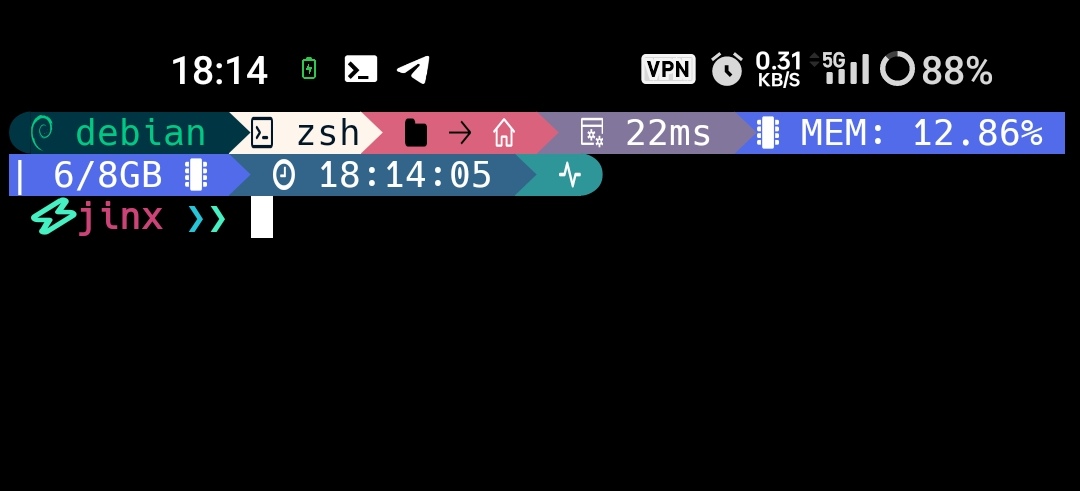 18:14 VPN 0.31 KB/S 5G 88%
debian zsh → 22ms MEM: 12.86%
| 6/8GB 18:14:05
jinx ❯❯